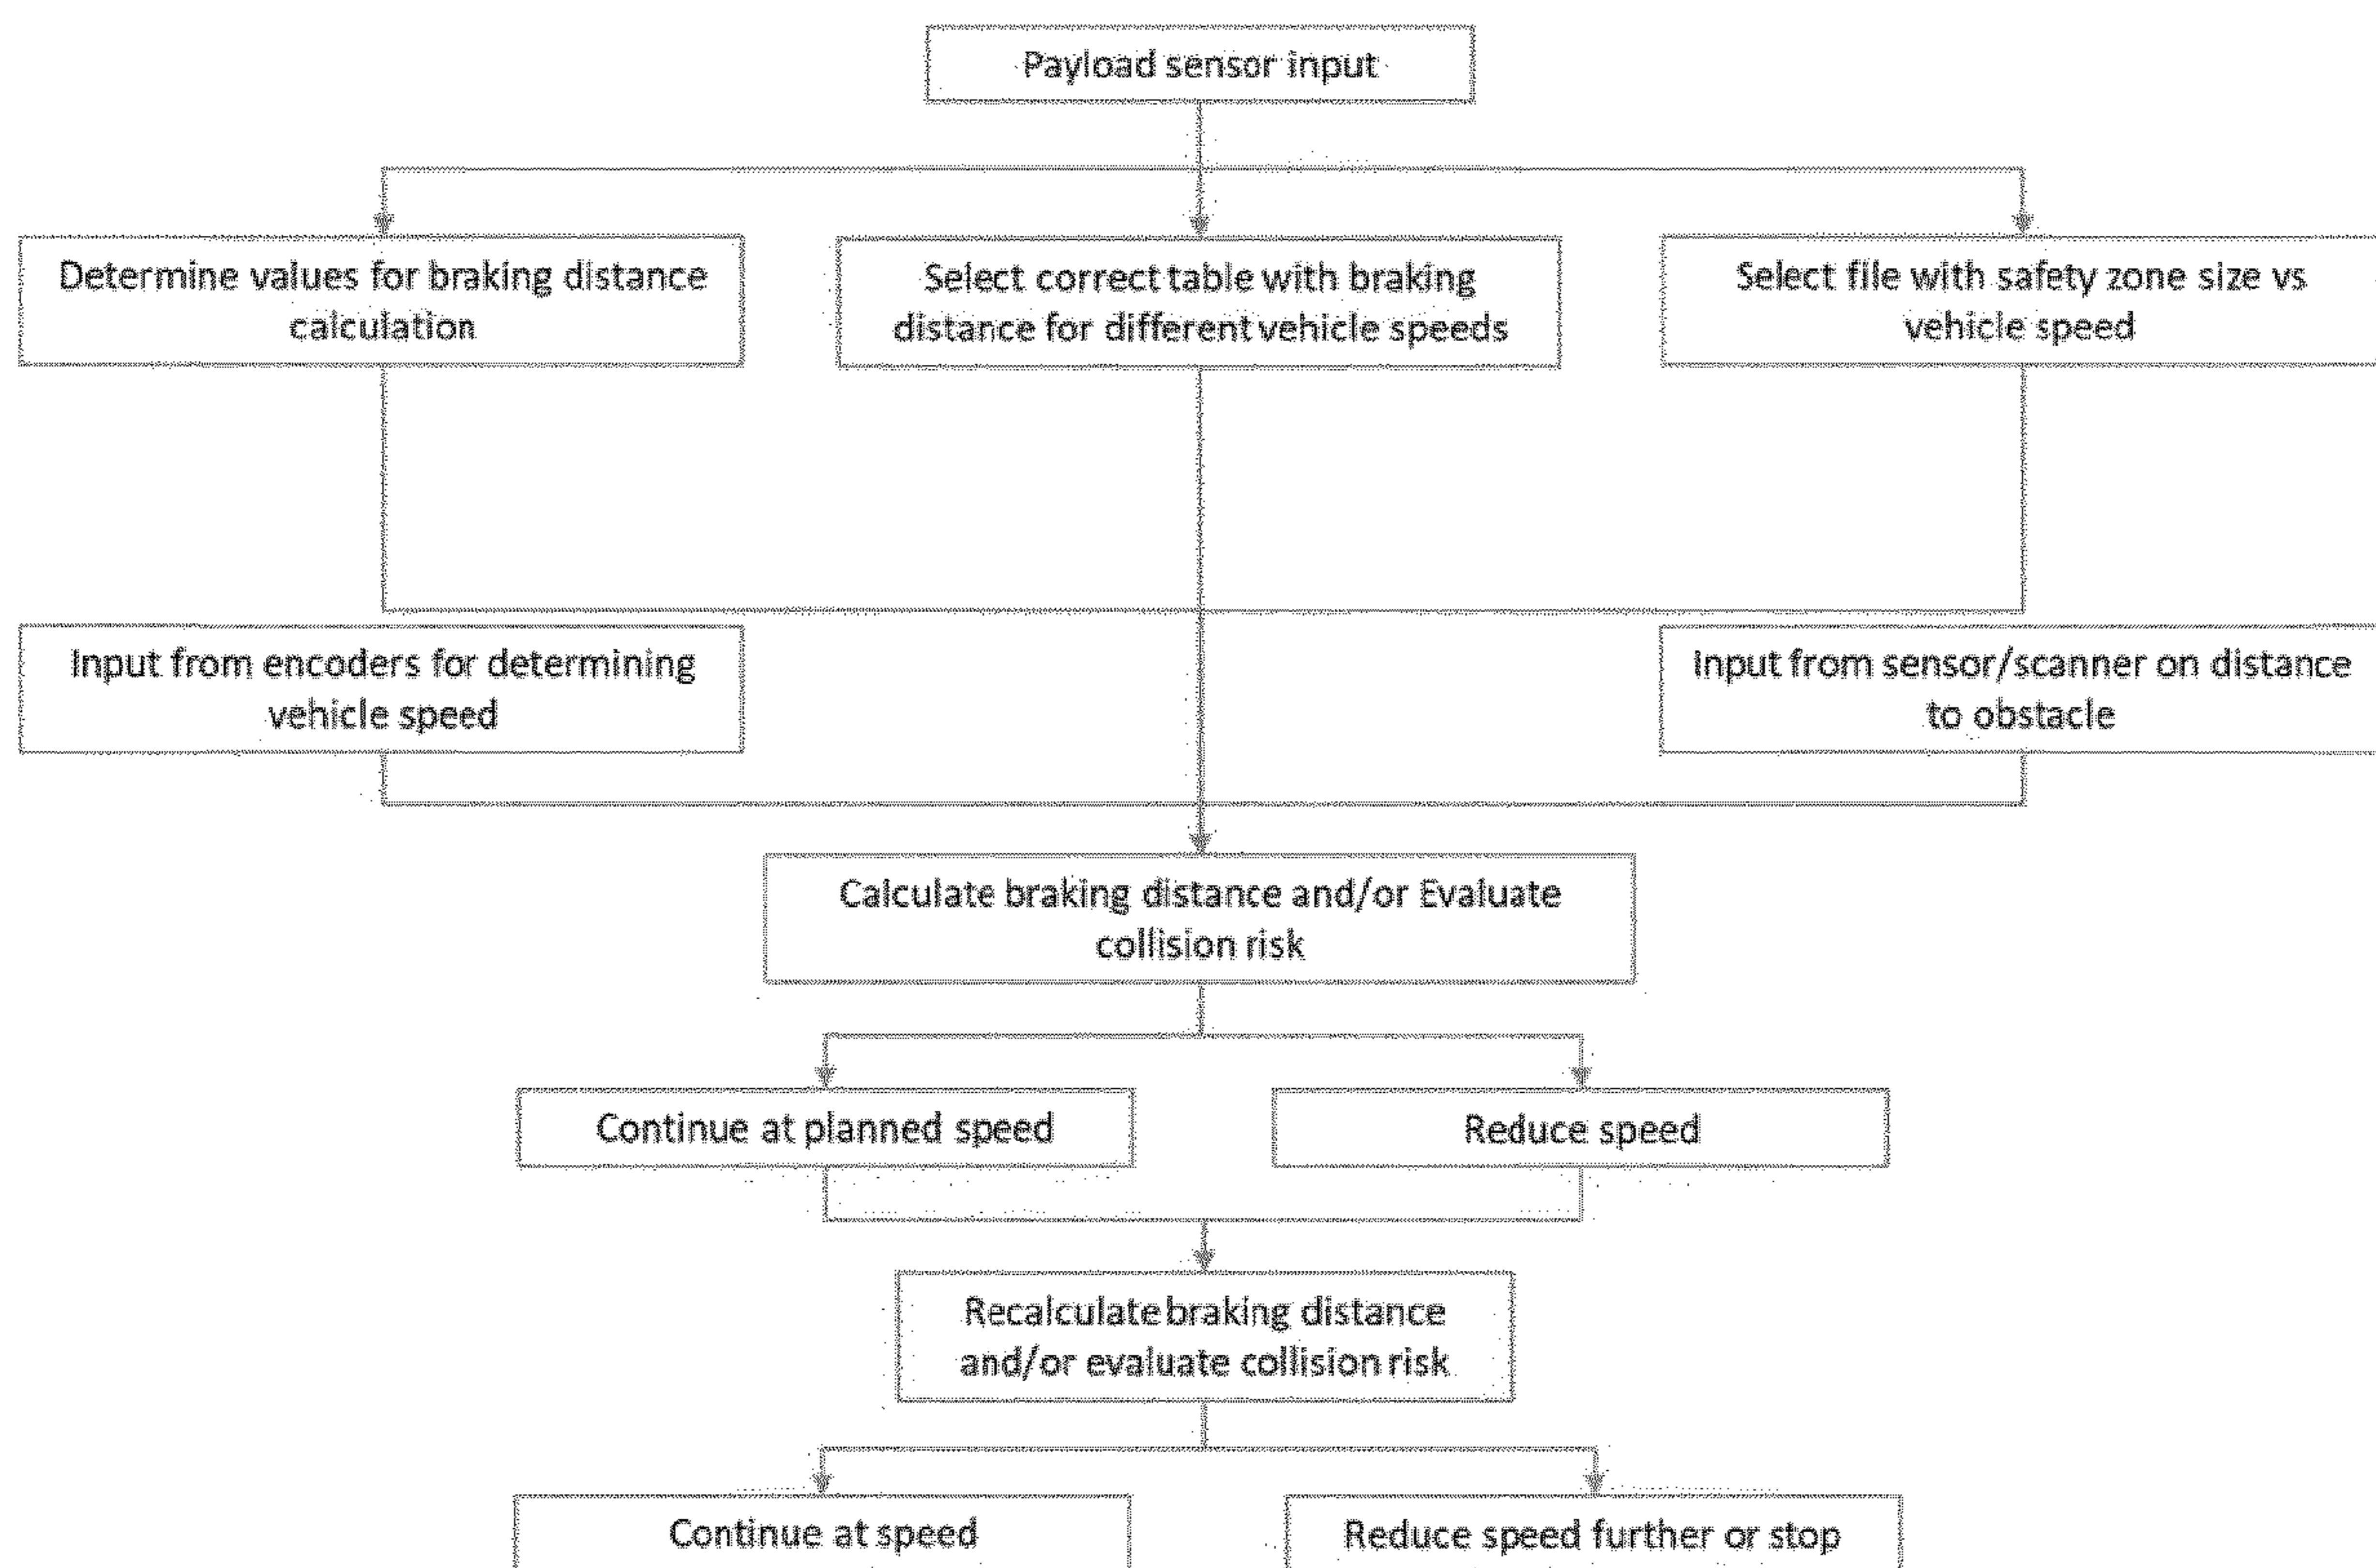 Payload sensor input
Determine values for braking distance
calculation
Select correct table with braking
distance for different vehicle speeds
Select file with safety zone size vs
vehicle speed
Input from encoders for determining
vehicle speed
Input from sensor/scanner on distance
to obstacle
Calculate braking distance and/or Evaluate
collision risk
Continue at planned speed
Reduce speed
Recalculate braking distance
and/or evaluate collision risk
Continue at speed
Reduce speed further or stop